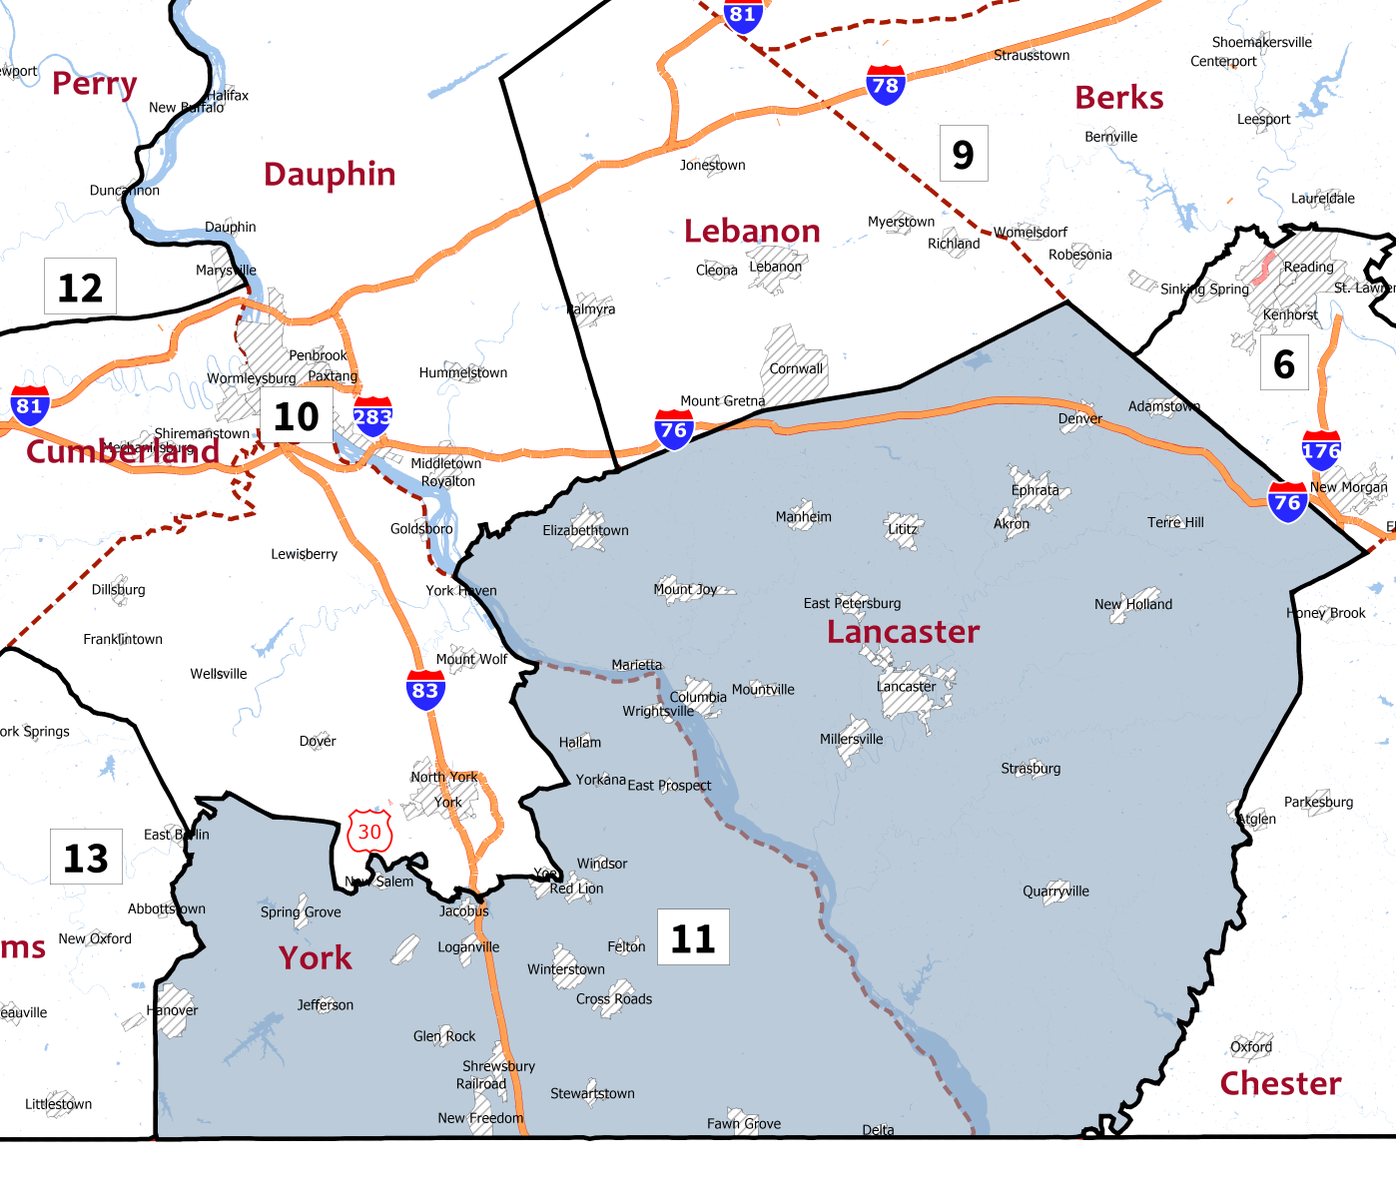 81
Shoemakersville
Strausstown
Centerport
ewport
Perry
78
Berks
Halifax
New Buffalo
Leesport
Bernville
9
Jonestown
Dauphin
Duncannon
Laureldale
Myerstown
Dauphin
Lebanon
Womelsdorf
Richland
Robesonia
Marysville
Cleona
Lebanon
Reading
12
Sinking Spring
St. Lawren
Palmyra
Kenhorst
Penbrook
6
Cornwall
Hummelstown
Wormleysburg
Paxtang
Mount Gretna
81
10
283
Adamstown
Denver
76
Shiremanstown
Mechanicsburg
Cumberland
176
Middletown
Royalton
New Morgan
Ephrata
76
Manheim
Goldsboro
Elizabethtown
Lititz
Akron
Terre Hill
El
Lewisberry
Dillsburg
York Haven
Mount Joy
East Petersburg
New Holland
Honey Brook
Franklintown
Lancaster
Mount Wolf
Marietta
Wellsville
83
Mountville
Lancaster
Columbia
Wrightsville
ork Springs
Dover
Hallam
Millersville
Strasburg
North York
Yorkana
East Prospect
York
Parkesburg
Atglen
30
East Berlin
13
Windsor
Yoe
New Salem
Red Lion
Quarryville
Abbottstown
Spring Grove
Jacobus
New Oxford
ms
Loganville
Felton
11
York
Winterstown
Cross Roads
Jefferson
Hanover
eauville
Glen Rock
Oxford
Shrewsbury
Railroad
Chester
Stewartstown
Littlestown
New Freedom
Fawn Grove
Delta